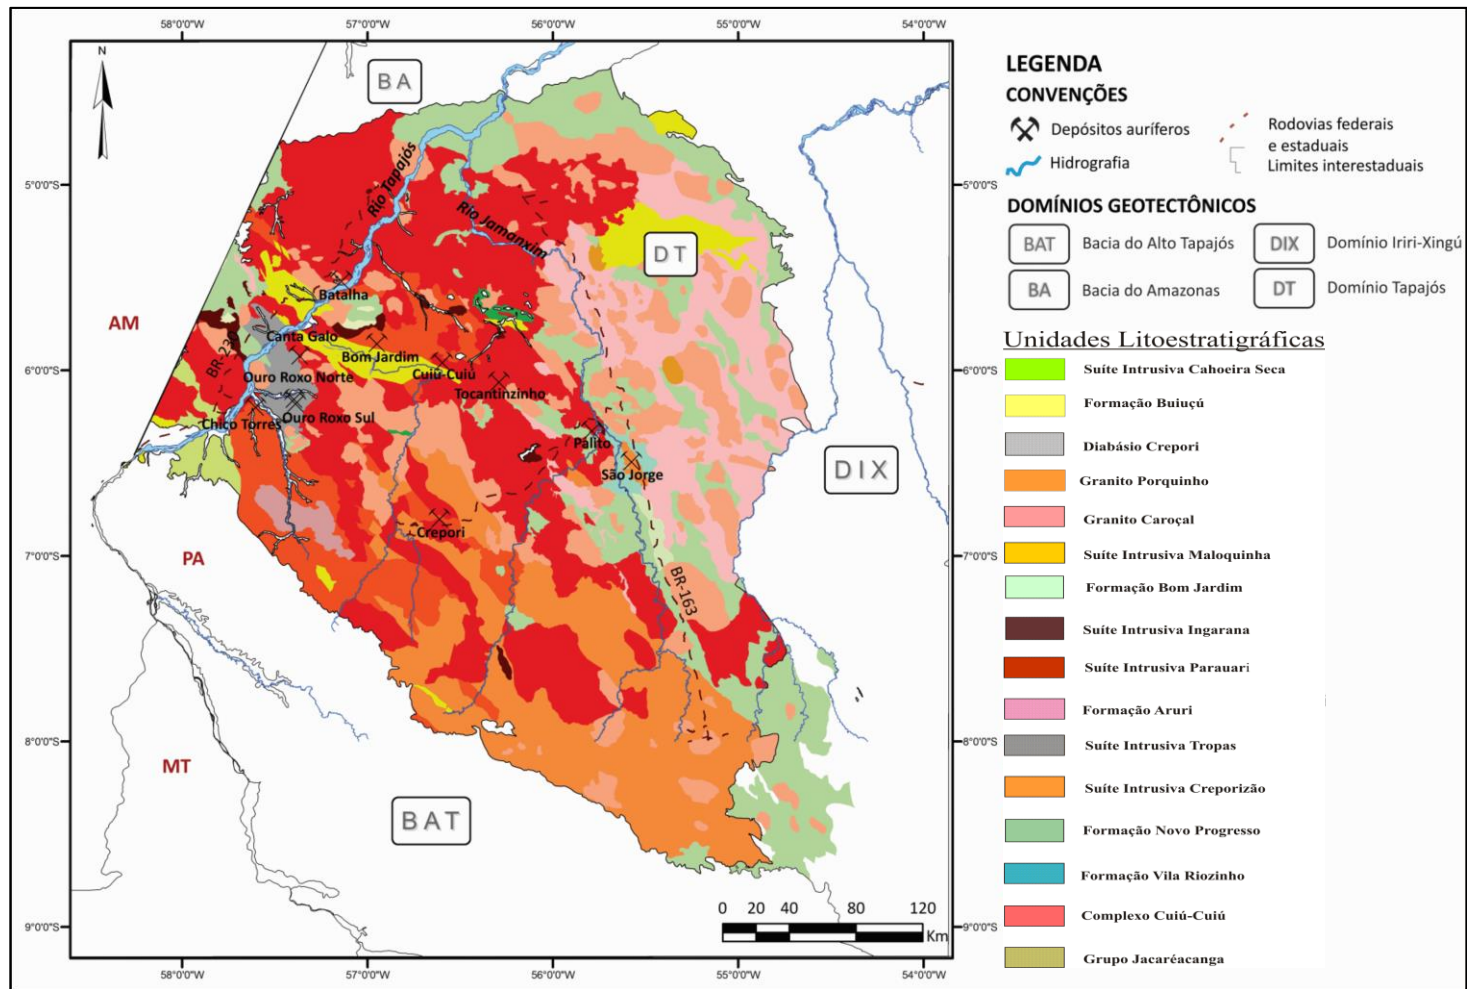 58°0'0"W 57°0'0"W 56°0'0"W 55°0'0"W 54°0'0"W
N
BA
Rio Tapajós
5°0'0"S 5°0'0"S
Rio Jamanxim
DT
Batalha
AM
BR-23
Canta Galo
Bom Jardim
6°0'0"S 6°0'0"S
Ouro Roxo Norte
Cuiú-Cuiú
Tocantinzinho
Ouro Roxo Sul
Chico Torres
Palito
São Jorge
DIX
Crepori
PA
7°0'0"S 7°0'0"S
BR-163
8°0'0"S 8°0'0"S
MT
BAT
0 20 40 80 120
Km
9°0'0"S 9°0'0"S
58°0'0"W 57°0'0"W 56°0'0"W 55°0'0"W 54°0'0"W
LEGENDA
CONVENÇÕES
Depósitos auríferos
Hidrografia
Rodovias federais
e estaduais
Limites interestaduais
DOMÍNIOS GEOTECTÔNICOS
BAT Bacia do Alto Tapajós
DIX Domínio Iriri-Xingú
BA Bacia do Amazonas
DT Domínio Tapajós
Unidades Litoestratigráficas
Suíte Intrusiva Cahoeira Seca
Formação Buiuçú
Diabásio Crepori
Granito Porquinho
Granito Caroçal
Suíte Intrusiva Maloquinha
Formação Bom Jardim
Suíte Intrusiva Ingarana
Suíte Intrusiva Parauari
Formação Aruri
Suíte Intrusiva Tropas
Suíte Intrusiva Creporizão
Formação Novo Progresso
Formação Vila Riozinho
Complexo Cuiú-Cuiú
Grupo Jacaréacanga